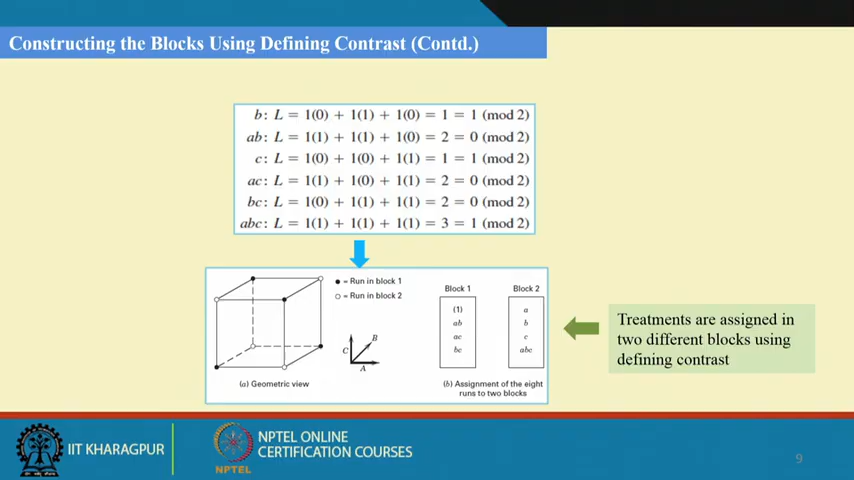 Constructing the Blocks Using Defining Contrast (Contd.)
b: L = 1(0) + 1(1) + 1(0) = 1 = 1 (mod 2)
ab: L = 1(1) + 1(1) + 1(0) = 2 = 0 (mod 2)
c: L = 1(0) + 1(0) + 1(1) = 1 = 1 (mod 2)
ac: L = 1(1) + 1(0) + 1(1) = 2 = 0 (mod 2)
bc: L = 1(0) + 1(1) + 1(1) = 2 = 0 (mod 2)
abc: L = 1(1) + 1(1) + 1(1) = 3 = 1 (mod 2)
• = Run in block 1
○ = Run in block 2
C
B
A
(a) Geometric view
Block 1
(1)
ab
ac
bc
Block 2
a
b
c
abc
(b) Assignment of the eight
runs to two blocks
Treatments are assigned in
two different blocks using
defining contrast
IIT KHARAGPUR
NPTEL
NPTEL ONLINE
CERTIFICATION COURSES
9